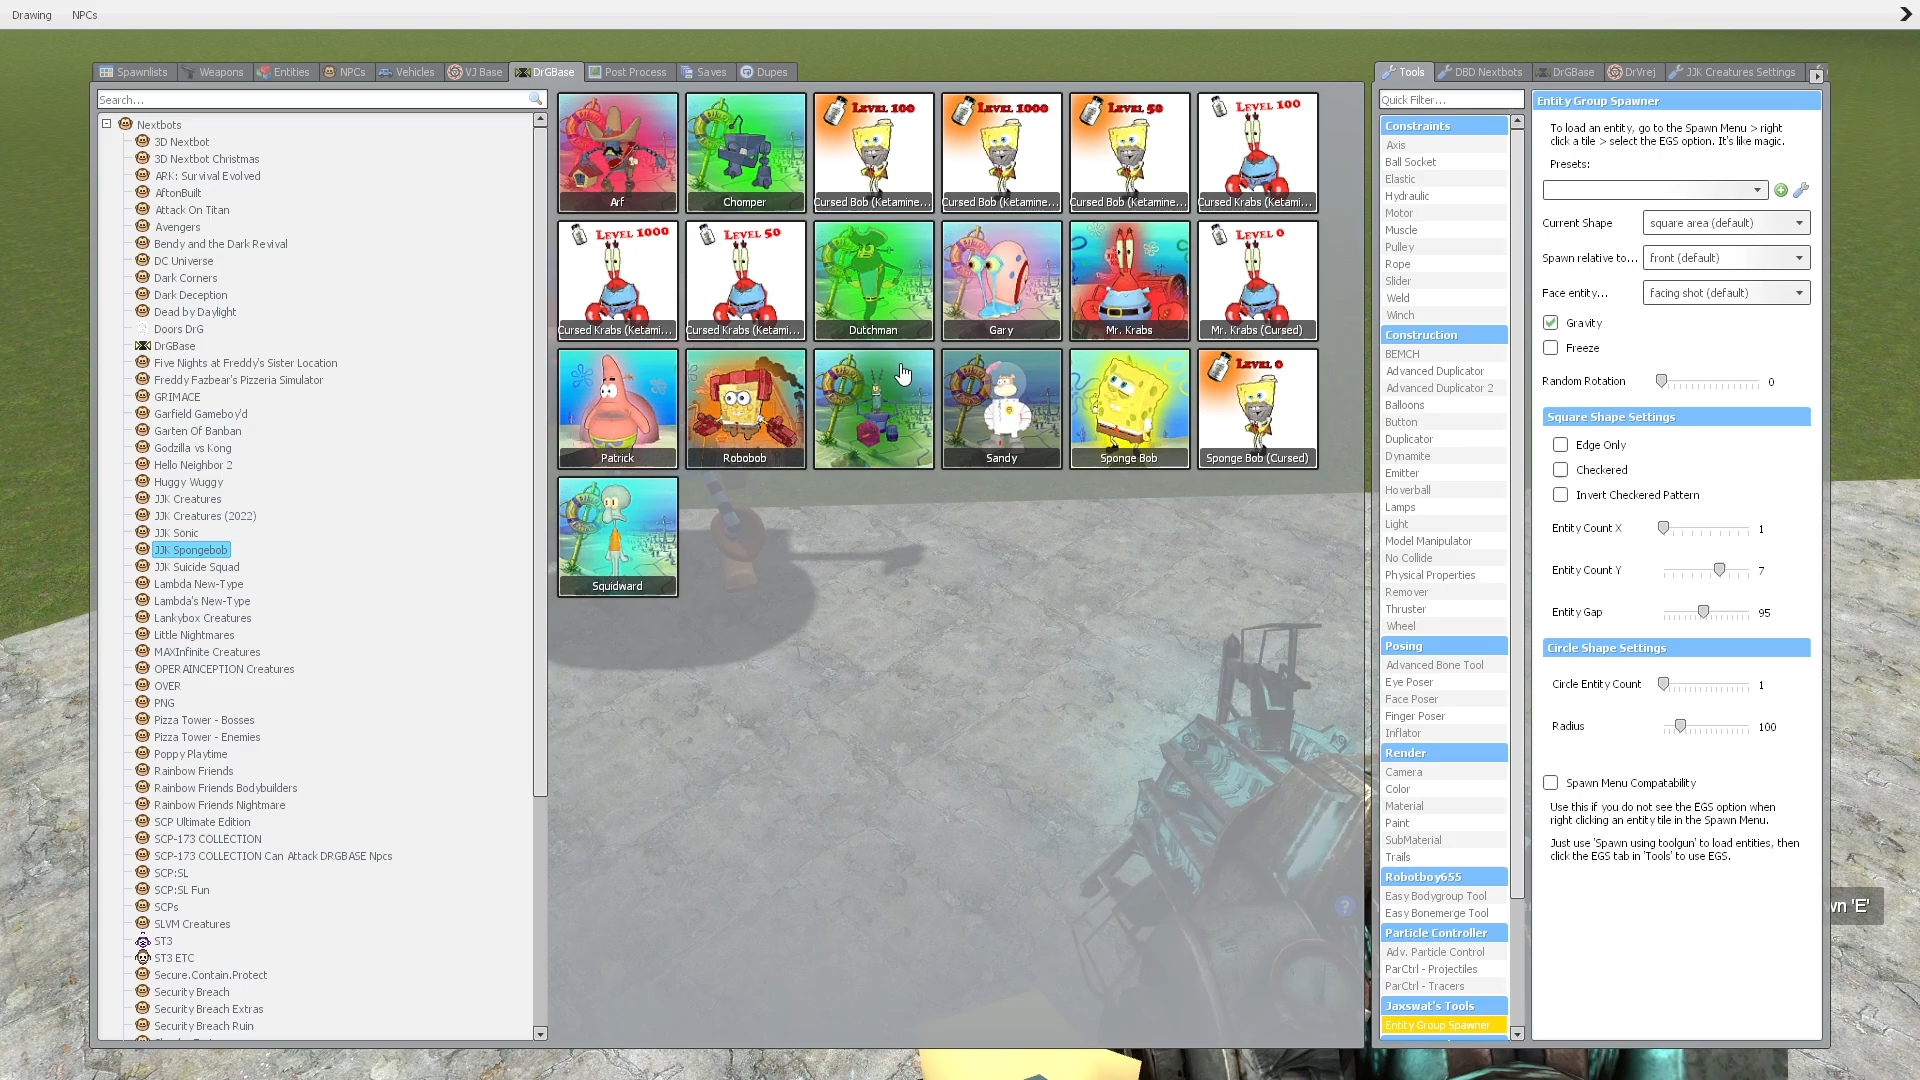 Drawing NPCs
Spawnlists Weapons Entities NPCs Vehicles VJ Base DrGBase Post Process Saves Dupes
Search...
Nextbots
3D Nextbot
3D Nextbot Christmas
ARK: Survival Evolved
AftonBuilt
Attack On Titan
Avengers
Bendy and the Dark Revival
DC Universe
Dark Corners
Dark Deception
Dead by Daylight
Doors DrG
DrGBase
Five Nights at Freddy's Sister Location
Freddy Fazbear's Pizzeria Simulator
GRIMACE
Garfield Gameboy'd
Garten Of Banban
Godzilla vs Kong
Hello Neighbor 2
Huggy Wuggy
JJK Creatures
JJK Creatures (2022)
JJK Sonic
JJK Spongebob
JJK Suicide Squad
Lambda New-Type
Lambda's New-Type
Lankybox Creatures
Little Nightmares
MAXInfinite Creatures
OPERAINCEPTION Creatures
OVER
PNG
Pizza Tower - Bosses
Pizza Tower - Enemies
Poppy Playtime
Rainbow Friends
Rainbow Friends Bodybuilders
Rainbow Friends Nightmare
SCP Ultimate Edition
SCP-173 COLLECTION
SCP-173 COLLECTION Can Attack DRGBASE Npcs
SCP:SL
SCP:SL Fun
SCPs
SLVM Creatures
ST3
ST3 ETC
Secure.Contain.Protect
Security Breach
Security Breach Extras
Security Breach Ruin
Level 100 Level 1000 Level 50 Level 100
Arf Chomper Cursed Bob (Ketamine... Cursed Bob (Ketamine... Cursed Bob (Ketamine... Cursed Krabs (Ketami...
Level 1000 Level 50 Level 0
Cursed Krabs (Ketami... Cursed Krabs (Ketami... Dutchman Gary Mr. Krabs Mr. Krabs (Cursed)
Level 0
Patrick Robobob Sandy Sponge Bob Sponge Bob (Cursed)
Squidward
Tools DBD Nextbots DrGBase DrVrej JJK Creatures Settings
Quick Filter...
Constraints
Axis
Ball Socket
Elastic
Hydraulic
Motor
Muscle
Pulley
Rope
Slider
Weld
Winch
Construction
BEMCH
Advanced Duplicator
Advanced Duplicator 2
Balloons
Button
Duplicator
Dynamite
Emitter
Hoverball
Lamps
Light
Model Manipulator
No Collide
Physical Properties
Remover
Thruster
Wheel
Posing
Advanced Bone Tool
Eye Poser
Face Poser
Finger Poser
Inflator
Render
Camera
Color
Material
Paint
SubMaterial
Trails
Robotboy655
Easy Bodygroup Tool
Easy Bonemerge Tool
Particle Controller
Adv. Particle Control
ParCtrl - Projectiles
ParCtrl - Tracers
Jaxswat's Tools
Entity Group Spawner
Entity Group Spawner
To load an entity, go to the Spawn Menu > right
click a tile > select the EGS option. It's like magic.
Presets:
Current Shape square area (default)
Spawn relative to... front (default)
Face entity... facing shot (default)
Gravity
Freeze
Random Rotation 0
Square Shape Settings
Edge Only
Checkered
Invert Checkered Pattern
Entity Count X 1
Entity Count Y 7
Entity Gap 95
Circle Shape Settings
Circle Entity Count 1
Radius 100
Spawn Menu Compatability
Use this if you do not see the EGS option when
right clicking an entity tile in the Spawn Menu.
Just use 'Spawn using toolgun' to load entities, then
click the EGS tab in 'Tools' to use EGS.
wn 'E'